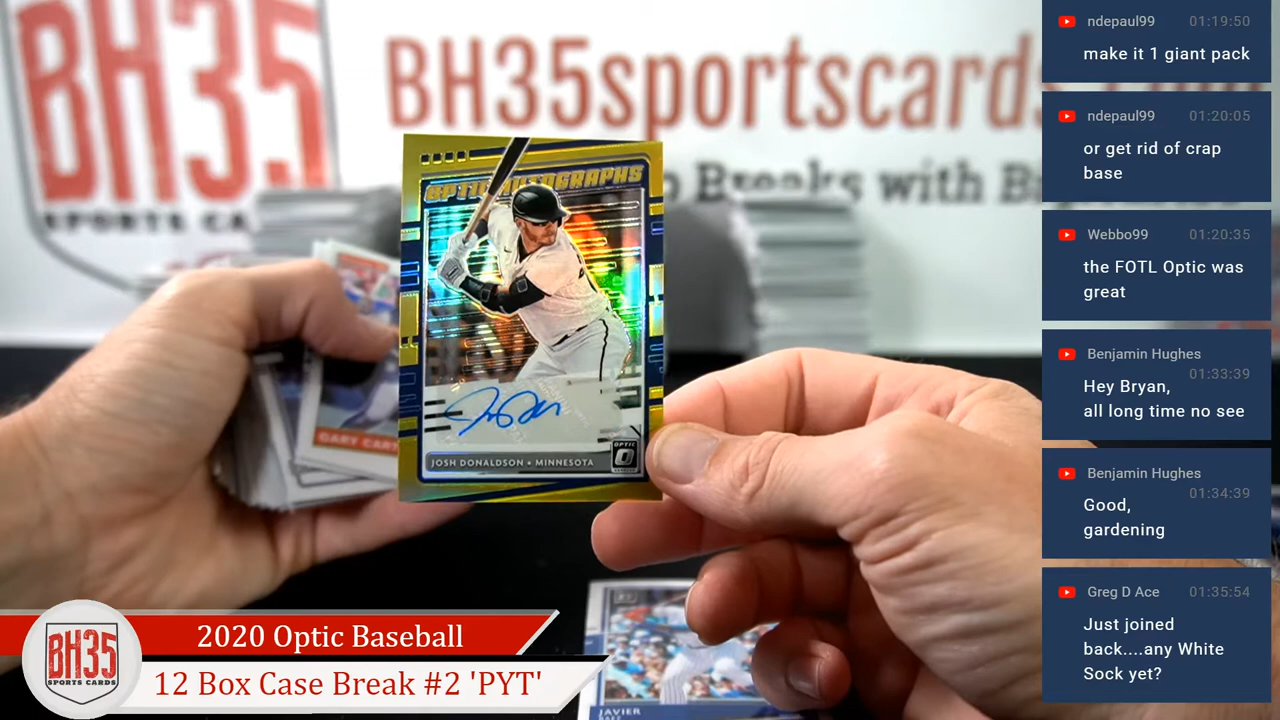 BH35
SPORTS CA
BH35sportscards
Breaks with B
OPTIC AUTOGRAPHS
JOSH DONALDSON • MINNESOTA
OPTIC
GARY CART
JAVIER
2020 Optic Baseball
12 Box Case Break #2 'PYT'
BH35
SPORTS CARDS
ndepaul99 01:19:50
make it 1 giant pack
ndepaul99 01:20:05
or get rid of crap
base
Webbo99 01:20:35
the FOTL Optic was
great
Benjamin Hughes
01:33:39
Hey Bryan,
all long time no see
Benjamin Hughes
01:34:39
Good,
gardening
Greg D Ace 01:35:54
Just joined
back....any White
Sock yet?